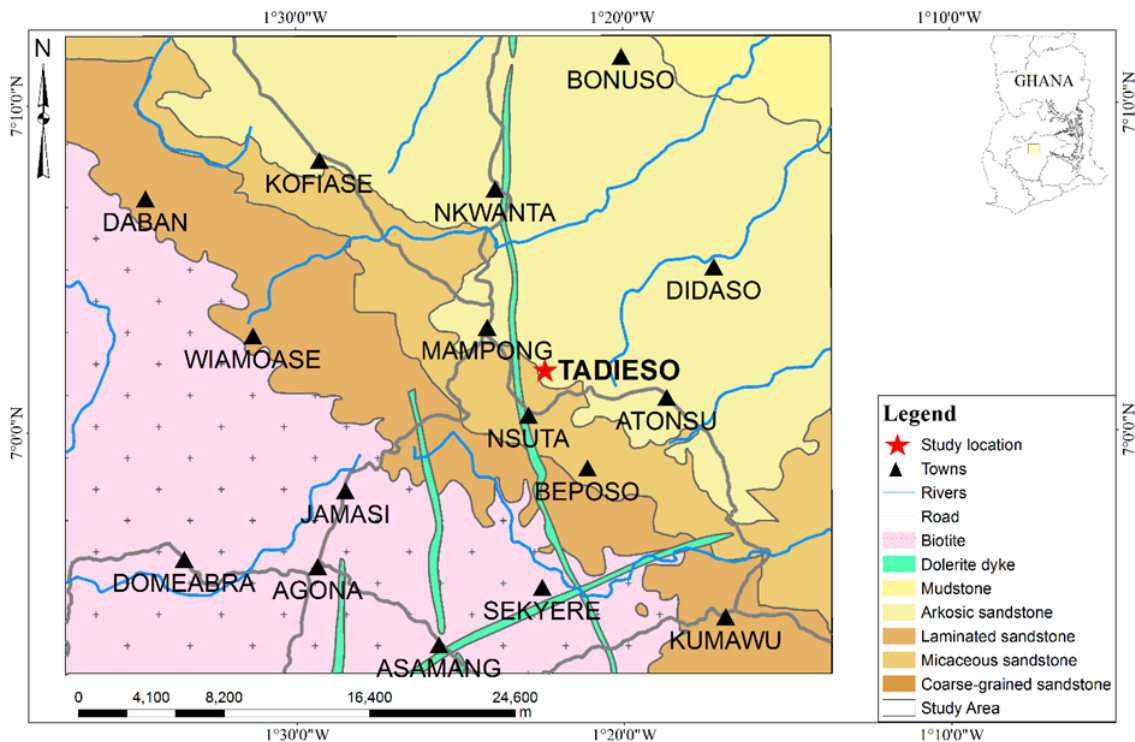 1°30'0"W 1°20'0"W 1°10'0"W
N
GHANA
BONUSO
7°10'0"N
7°10'0"N
KOFIASE
NKWANTA
DABAN
DIDASO
MAMPONG
WIAMOASE
TADIESO
ATONSU
NSUTA
7°0'0"N
7°0'0"N
BEPOSO
JAMASI
DOMEABRA
AGONA
SEKYERE
KUMAWU
ASAMANG
Legend
Study location
Towns
Rivers
Road
Biotite
Dolerite dyke
Mudstone
Arkosic sandstone
Laminated sandstone
Micaceous sandstone
Coarse-grained sandstone
Study Area
0 4,100 8,200 16,400 24,600
m
1°30'0"W 1°20'0"W 1°10'0"W